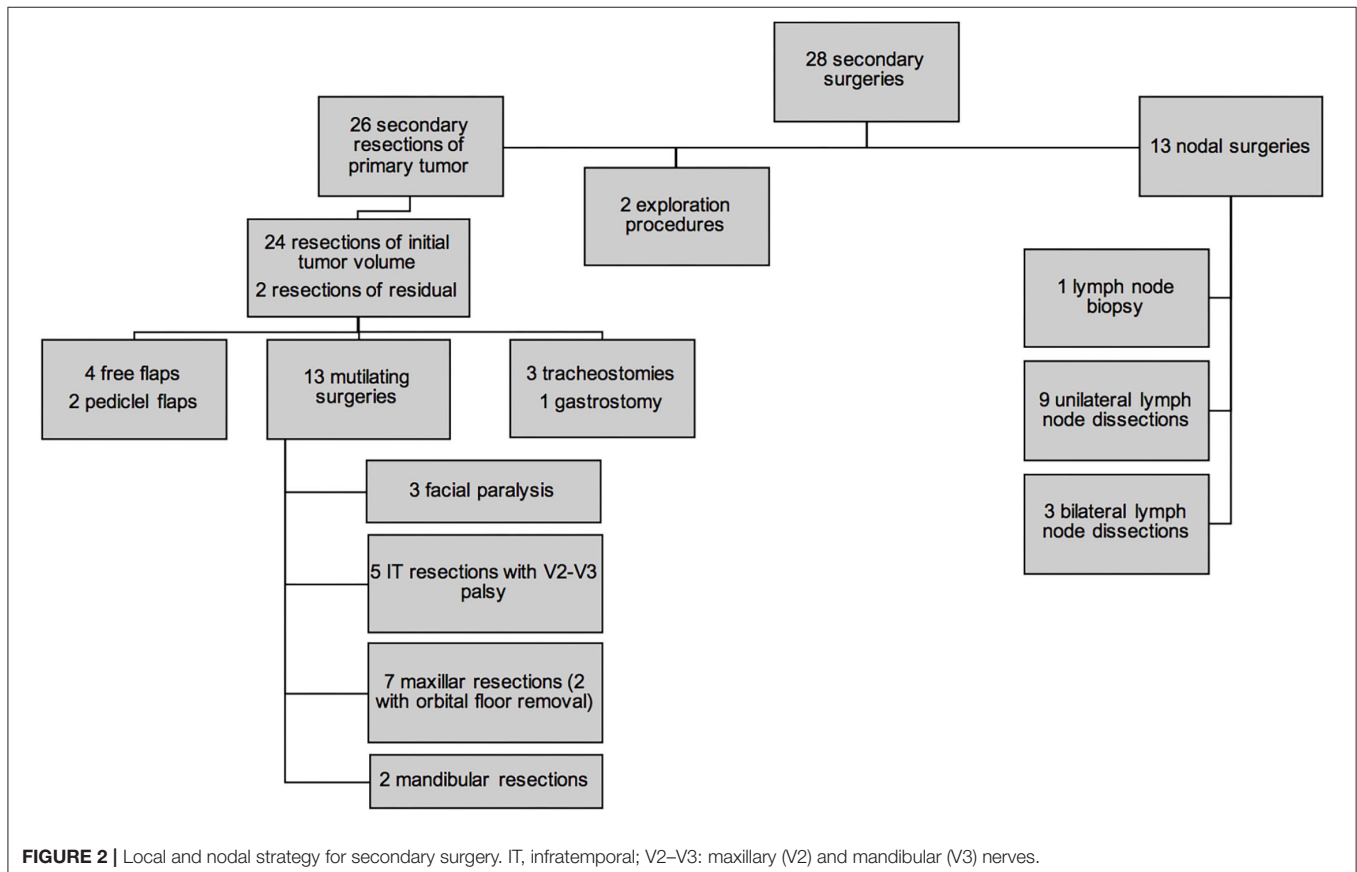 28 secondary
surgeries
26 secondary
resections of
primary tumor
2 exploration
procedures
13 nodal surgeries
24 resections of initial
tumor volume
2 resections of residual
4 free flaps
2 pediclel flaps
13 mutilating
surgeries
3 tracheostomies
1 gastrostomy
3 facial paralysis
5 IT resections with V2-V3
palsy
7 maxillar resections (2
with orbital floor removal)
2 mandibular resections
1 lymph node
biopsy
9 unilateral lymph
node dissections
3 bilateral lymph
node dissections
FIGURE 2 | Local and nodal strategy for secondary surgery. IT, infratemporal; V2–V3: maxillary (V2) and mandibular (V3) nerves.